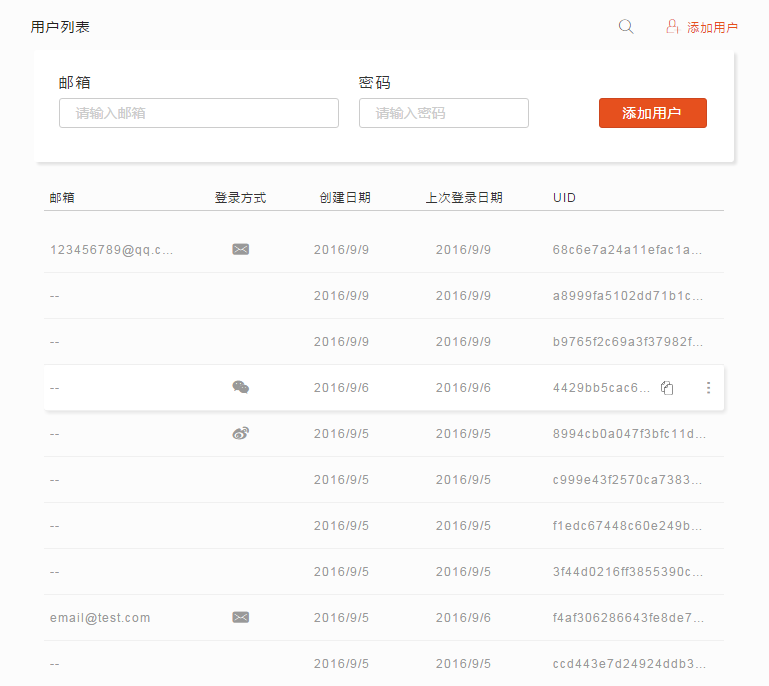 用户列表 添加用户
邮箱 密码
请输入邮箱 请输入密码 添加用户
邮箱 登录方式 创建日期 上次登录日期 UID
123456789@qq.c... 2016/9/9 2016/9/9 68c6e7a24a11efac1a...
-- 2016/9/9 2016/9/9 a8999fa5102dd71b1c...
-- 2016/9/9 2016/9/9 b9765f2c69a3f37982f...
-- 2016/9/6 2016/9/6 4429bb5cac6...
-- 2016/9/5 2016/9/5 8994cb0a047f3bfc11d...
-- 2016/9/5 2016/9/5 c999e43f2570ca7383...
-- 2016/9/5 2016/9/5 f1edc67448c60e249b...
-- 2016/9/5 2016/9/5 3f44d0216ff3855390c...
email@test.com 2016/9/5 2016/9/6 f4af306286643fe8de7...
-- 2016/9/5 2016/9/5 ccd443e7d24924ddb3...